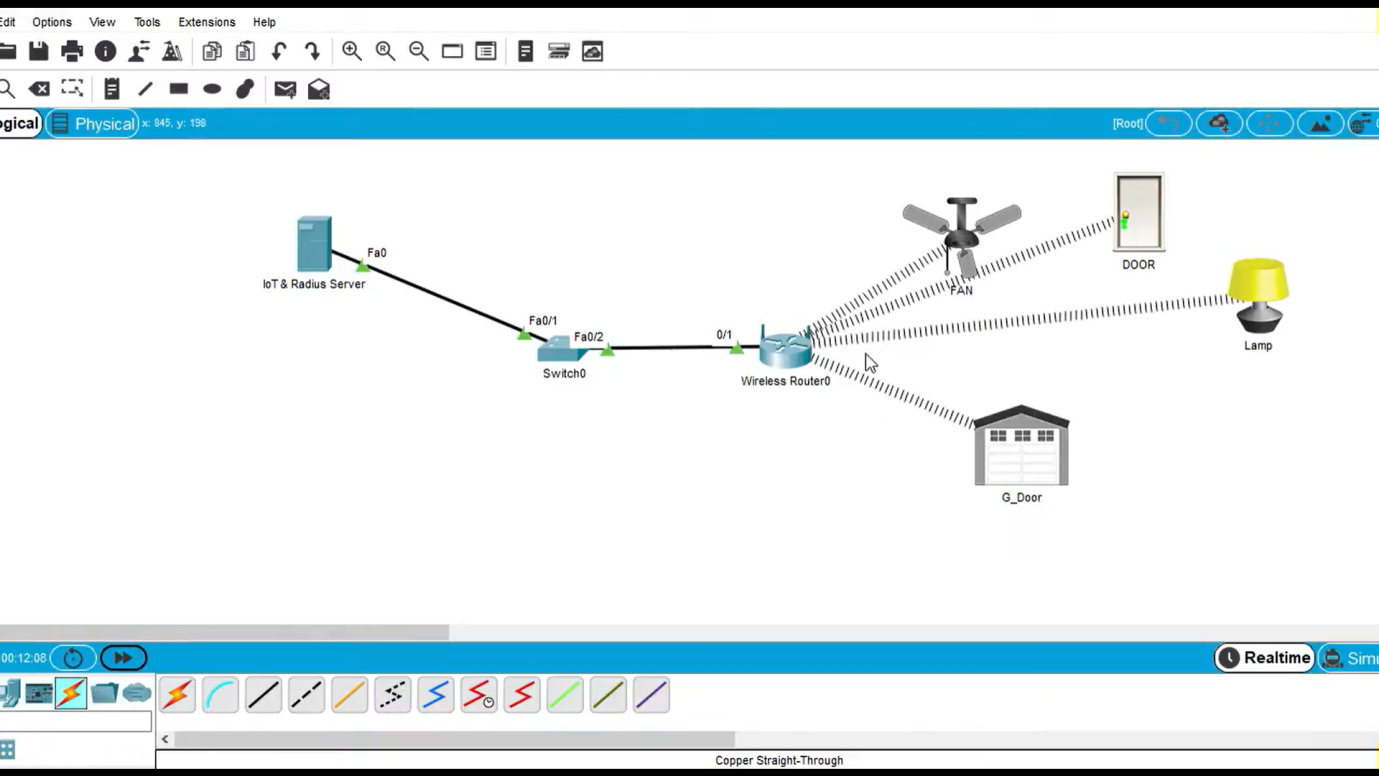 Edit Options View Tools Extensions Help
ogical Physical x: 845, y: 198 [Root]
DOOR
Fa0
IoT & Radius Server
FAN
Fa0/1
Fa0/2
0/1
Lamp
Switch0
Wireless Router0
G_Door
00:12:08 Realtime Simu
Copper Straight-Through